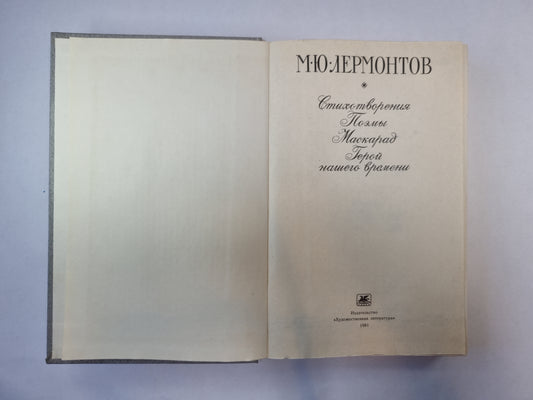 М·Ю·ЛЕРМОНТОВ
*
Стихотворения
Поэмы
Маскарад
Герой
нашего времени
Издательство
«Художественная литература»
1981